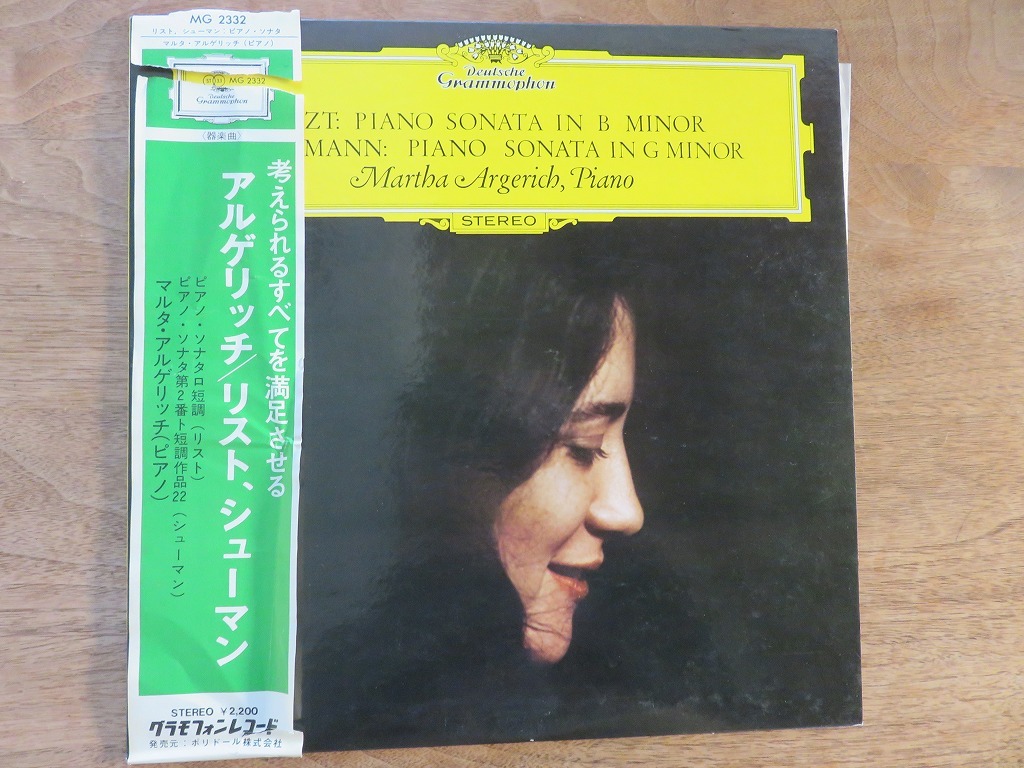 MG 2332
リスト, シューマン：ピアノ・ソナタ
マルタ・アルゲリッチ（ピアノ）
MG 2332
Deutsche
Grammophon
〈器楽曲〉
考えられるすべてを満足させる
アルゲリッチ/リスト、シューマン
ピアノ・ソナタロ短調（リスト）
ピアノ・ソナタ第2番ト短調作品22（シューマン）
マルタ・アルゲリッチ（ピアノ）
STEREO ¥2,200
グラモフォンレコード
発売元：ポリドール株式会社
Deutsche
Grammophon
ZT: PIANO SONATA IN B MINOR
MANN: PIANO SONATA IN G MINOR
Martha Argerich, Piano
STEREO